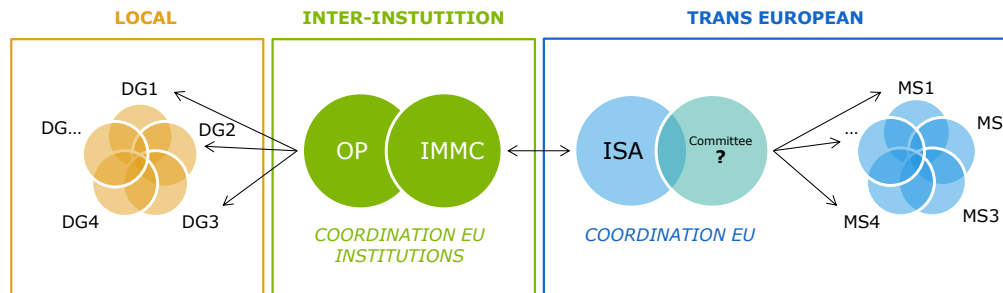 LOCAL
INTER-INSTUTITION
TRANS EUROPEAN
DG1
DG...
DG2
DG4
DG3
OP
IMMC
COORDINATION EU
INSTITUTIONS
ISA
Committee
?
COORDINATION EU
MS1
...
MS
MS4
MS3